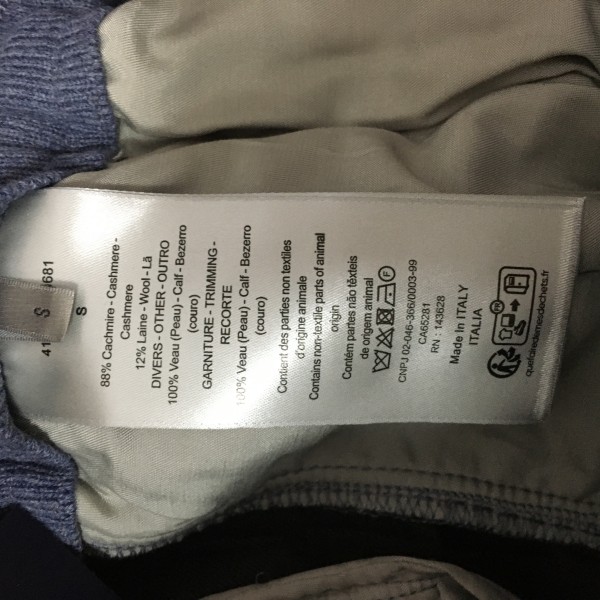 S
41 681
S
88% Cachmire - Cashmere -
Cashmere
12% Laine - Wool - Lã
DIVERS - OTHER - OUTRO
100% Veau (Peau) - Calf - Bezerro
(couro)
GARNITURE - TRIMMING -
RECORTE
100% Veau (Peau) - Calf - Bezerro
(couro)
Contient des parties non textiles
d'origine animale
Contains non-textile parts of animal
origin
Contém partes não têxteis
de origem animal
F
CNPJ 02-046-366/0003-99
CA65281
RN : 143628
Made In ITALY
ITALIA
quefairedemesdechets.fr